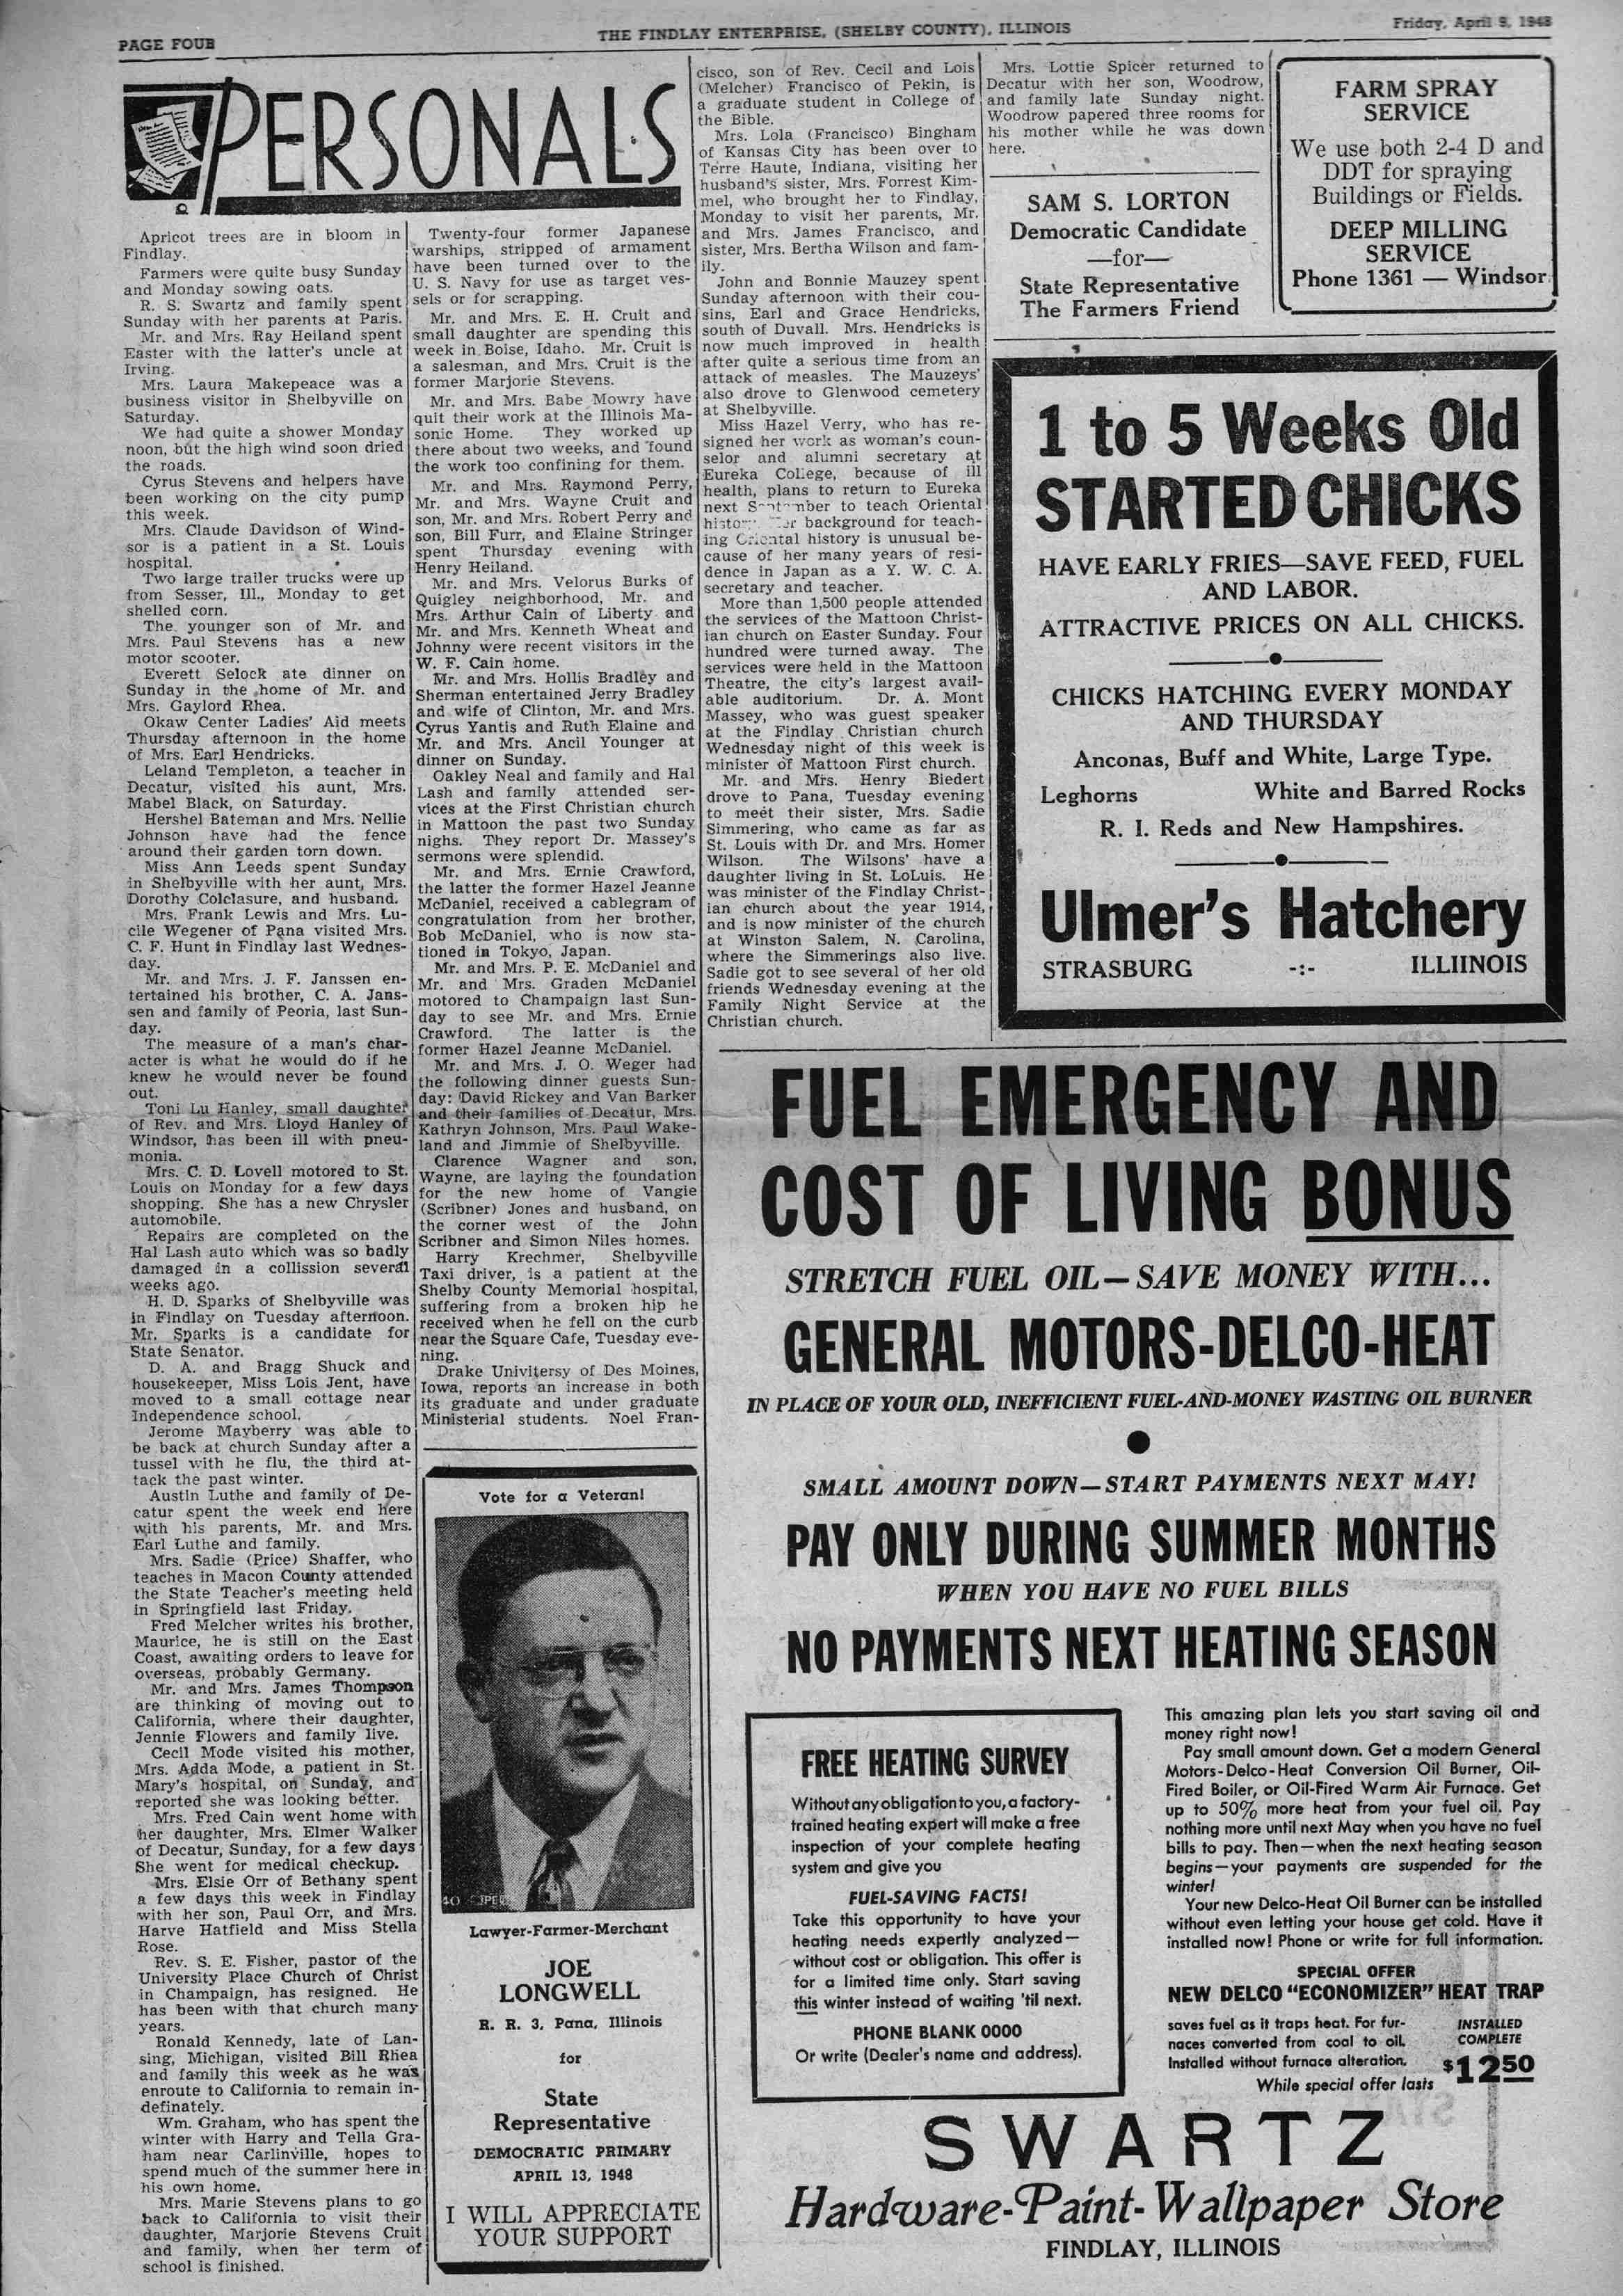 PAGE FOUR
THE FINDLAY ENTERPRISE, (SHELBY COUNTY), ILLINOIS
Friday, April 9, 1948
PERSONALS
Apricot trees are in bloom in
Findlay.
Farmers were quite busy Sunday
and Monday sowing oats.
R. S. Swartz and family spent
Sunday with her parents at Paris.
Mr. and Mrs. Ray Heiland spent
Easter with the latter's uncle at
Irving.
Mrs. Laura Makepeace was a
business visitor in Shelbyville on
Saturday.
We had quite a shower Monday
noon, but the high wind soon dried
the roads.
Cyrus Stevens and helpers have
been working on the city pump
this week.
Mrs. Claude Davidson of Wind-
sor is a patient in a St. Louis
hospital.
Two large trailer trucks were up
from Sesser, Ill., Monday to get
shelled corn.
The younger son of Mr. and
Mrs. Paul Stevens has a new
motor scooter.
Everett Selock ate dinner on
Sunday in the home of Mr. and
Mrs. Gaylord Rhea.
Okaw Center Ladies' Aid meets
Thursday afternoon in the home
of Mrs. Earl Hendricks.
Leland Templeton, a teacher in
Decatur, visited his aunt, Mrs.
Mabel Black, on Saturday.
Hershel Bateman and Mrs. Nellie
Johnson have had the fence
around their garden torn down.
Miss Ann Leeds spent Sunday
in Shelbyville with her aunt, Mrs.
Dorothy Colclasure, and husband.
Mrs. Frank Lewis and Mrs. Lu-
cile Wegener of Pana visited Mrs.
C. F. Hunt in Findlay last Wednes-
day.
Mr. and Mrs. J. F. Janssen en-
tertained his brother, C. A. Jans-
sen and family of Peoria, last Sun-
day.
The measure of a man's char-
acter is what he would do if he
knew he would never be found
out.
Toni Lu Hanley, small daughter
of Rev. and Mrs. Lloyd Hanley of
Windsor, has been ill with pneu-
monia.
Mrs. C. D. Lovell motored to St.
Louis on Monday for a few days
shopping. She has a new Chrysler
automobile.
Repairs are completed on the
Hal Lash auto which was so badly
damaged in a collission several
weeks ago.
H. D. Sparks of Shelbyville was
in Findlay on Tuesday afternoon.
Mr. Sparks is a candidate for
State Senator.
D. A. and Bragg Shuck and
housekeeper, Miss Lois Jent, have
moved to a small cottage near
Independence school.
Jerome Mayberry was able to
be back at church Sunday after a
tussel with he flu, the third at-
tack the past winter.
Austin Luthe and family of De-
catur spent the week end here
with his parents, Mr. and Mrs.
Earl Luthe and family.
Mrs. Sadie (Price) Shaffer, who
teaches in Macon County attended
the State Teacher's meeting held
in Springfield last Friday.
Fred Melcher writes his brother,
Maurice, he is still on the East
Coast, awaiting orders to leave for
overseas, probably Germany.
Mr. and Mrs. James Thompson
are thinking of moving out to
California, where their daughter,
Jennie Flowers and family live.
Cecil Mode visited his mother,
Mrs. Adda Mode, a patient in St.
Mary's hospital, on Sunday, and
reported she was looking better.
Mrs. Fred Cain went home with
her daughter, Mrs. Elmer Walker
of Decatur, Sunday, for a few days
She went for medical checkup.
Mrs. Elsie Orr of Bethany spent
a few days this week in Findlay
with her son, Paul Orr, and Mrs.
Harve Hatfield and Miss Stella
Rose.
Rev. S. E. Fisher, pastor of the
University Place Church of Christ
in Champaign, has resigned. He
has been with that church many
years.
Ronald Kennedy, late of Lan-
sing, Michigan, visited Bill Rhea
and family this week as he was
enroute to California to remain in-
definately.
Wm. Graham, who has spent the
winter with Harry and Tella Gra-
ham near Carlinville, hopes to
spend much of the summer here in
his own home.
Mrs. Marie Stevens plans to go
back to California to visit their
daughter, Marjorie Stevens Cruit
and family, when her term of
school is finished.
Twenty-four former Japanese
warships, stripped of armament
have been turned over to the
U. S. Navy for use as target ves-
sels or for scrapping.
Mr. and Mrs. E. H. Cruit and
small daughter are spending this
week in Boise, Idaho. Mr. Cruit is
a salesman, and Mrs. Cruit is the
former Marjorie Stevens.
Mr. and Mrs. Babe Mowry have
quit their work at the Illinois Ma-
sonic Home. They worked up
there about two weeks, and found
the work too confining for them.
Mr. and Mrs. Raymond Perry,
Mr. and Mrs. Wayne Cruit and
son, Mr. and Mrs. Robert Perry and
son, Bill Furr, and Elaine Stringer
spent Thursday evening with
Henry Heiland.
Mr. and Mrs. Velorus Burks of
Quigley neighborhood, Mr. and
Mrs. Arthur Cain of Liberty and
Mr. and Mrs. Kenneth Wheat and
Johnny were recent visitors in the
W. F. Cain home.
Mr. and Mrs. Hollis Bradley and
Sherman entertained Jerry Bradley
and wife of Clinton, Mr. and Mrs.
Cyrus Yantis and Ruth Elaine and
Mr. and Mrs. Ancil Younger at
dinner on Sunday.
Oakley Neal and family and Hal
Lash and family attended ser-
vices at the First Christian church
in Mattoon the past two Sunday
nighs. They report Dr. Massey's
sermons were splendid.
Mr. and Mrs. Ernie Crawford,
the latter the former Hazel Jeanne
McDaniel, received a cablegram of
congratulation from her brother,
Bob McDaniel, who is now sta-
tioned in Tokyo, Japan.
Mr. and Mrs. P. E. McDaniel and
Mr. and Mrs. Graden McDaniel
motored to Champaign last Sun-
day to see Mr. and Mrs. Ernie
Crawford. The latter is the
former Hazel Jeanne McDaniel.
Mr. and Mrs. J. O. Weger had
the following dinner guests Sun-
day: David Rickey and Van Barker
and their families of Decatur, Mrs.
Kathryn Johnson, Mrs. Paul Wake-
land and Jimmie of Shelbyville.
Clarence Wagner and son,
Wayne, are laying the foundation
for the new home of Vangie
(Scribner) Jones and husband, on
the corner west of the John
Scribner and Simon Niles homes.
Harry Krechmer, Shelbyville
Taxi driver, is a patient at the
Shelby County Memorial hospital,
suffering from a broken hip he
received when he fell on the curb
near the Square Cafe, Tuesday eve-
ning.
Drake Univitersy of Des Moines,
Iowa, reports an increase in both
its graduate and under graduate
Ministerial students. Noel Fran-
cisco, son of Rev. Cecil and Lois
(Melcher) Francisco of Pekin, is
a graduate student in College of
the Bible.
Mrs. Lola (Francisco) Bingham
of Kansas City has been over to
Terre Haute, Indiana, visiting her
husband's sister, Mrs. Forrest Kim-
mel, who brought her to Findlay,
Monday to visit her parents, Mr.
and Mrs. James Francisco, and
sister, Mrs. Bertha Wilson and fam-
ily.
John and Bonnie Mauzey spent
Sunday afternoon with their cou-
sins, Earl and Grace Hendricks,
south of Duvall. Mrs. Hendricks is
now much improved in health
after quite a serious time from an
attack of measles. The Mauzeys'
also drove to Glenwood cemetery
at Shelbyville.
Miss Hazel Verry, who has re-
signed her work as woman's coun-
selor and alumni secretary at
Eureka College, because of ill
health, plans to return to Eureka
next September to teach Oriental
history. Her background for teach-
ing Oriental history is unusual be-
cause of her many years of resi-
dence in Japan as a Y. W. C. A.
secretary and teacher.
More than 1,500 people attended
the services of the Mattoon Christ-
ian church on Easter Sunday. Four
hundred were turned away. The
services were held in the Mattoon
Theatre, the city's largest avail-
able auditorium. Dr. A. Mont
Massey, who was guest speaker
at the Findlay Christian church
Wednesday night of this week is
minister of Mattoon First church.
Mr. and Mrs. Henry Biedert
drove to Pana, Tuesday evening
to meet their sister, Mrs. Sadie
Simmering, who came as far as
St. Louis with Dr. and Mrs. Homer
Wilson. The Wilsons' have a
daughter living in St. LoLuis. He
was minister of the Findlay Christ-
ian church about the year 1914,
and is now minister of the church
at Winston Salem, N. Carolina,
where the Simmerings also live.
Sadie got to see several of her old
friends Wednesday evening at the
Family Night Service at the
Christian church.
Mrs. Lottie Spicer returned to
Decatur with her son, Woodrow,
and family late Sunday night.
Woodrow papered three rooms for
his mother while he was down
here.
SAM S. LORTON
Democratic Candidate
—for—
State Representative
The Farmers Friend
FARM SPRAY
SERVICE
We use both 2-4 D and
DDT for spraying
Buildings or Fields.
DEEP MILLING
SERVICE
Phone 1361 — Windsor
1 to 5 Weeks Old
STARTED CHICKS
HAVE EARLY FRIES—SAVE FEED, FUEL
AND LABOR.
ATTRACTIVE PRICES ON ALL CHICKS.
CHICKS HATCHING EVERY MONDAY
AND THURSDAY
Anconas, Buff and White, Large Type.
Leghorns White and Barred Rocks
R. I. Reds and New Hampshires.
Ulmer's Hatchery
STRASBURG -:- ILLIINOIS
Vote for a Veteran!
Lawyer-Farmer-Merchant
JOE
LONGWELL
R. R. 3, Pana, Illinois
for
State
Representative
DEMOCRATIC PRIMARY
APRIL 13, 1948
I WILL APPRECIATE
YOUR SUPPORT
FUEL EMERGENCY AND
COST OF LIVING BONUS
STRETCH FUEL OIL—SAVE MONEY WITH...
GENERAL MOTORS-DELCO-HEAT
IN PLACE OF YOUR OLD, INEFFICIENT FUEL-AND-MONEY WASTING OIL BURNER
SMALL AMOUNT DOWN—START PAYMENTS NEXT MAY!
PAY ONLY DURING SUMMER MONTHS
WHEN YOU HAVE NO FUEL BILLS
NO PAYMENTS NEXT HEATING SEASON
FREE HEATING SURVEY
Without any obligation to you, a factory-
trained heating expert will make a free
inspection of your complete heating
system and give you
FUEL-SAVING FACTS!
Take this opportunity to have your
heating needs expertly analyzed—
without cost or obligation. This offer is
for a limited time only. Start saving
this winter instead of waiting 'til next.
PHONE BLANK 0000
Or write (Dealer's name and address).
This amazing plan lets you start saving oil and
money right now!
Pay small amount down. Get a modern General
Motors-Delco-Heat Conversion Oil Burner, Oil-
Fired Boiler, or Oil-Fired Warm Air Furnace. Get
up to 50% more heat from your fuel oil. Pay
nothing more until next May when you have no fuel
bills to pay. Then—when the next heating season
begins—your payments are suspended for the
winter!
Your new Delco-Heat Oil Burner can be installed
without even letting your house get cold. Have it
installed now! Phone or write for full information.
SPECIAL OFFER
NEW DELCO "ECONOMIZER" HEAT TRAP
saves fuel as it traps heat. For fur-
naces converted from coal to oil.
Installed without furnace alteration.
While special offer lasts
INSTALLED
COMPLETE
$1250
SWARTZ
Hardware-Paint-Wallpaper Store
FINDLAY, ILLINOIS